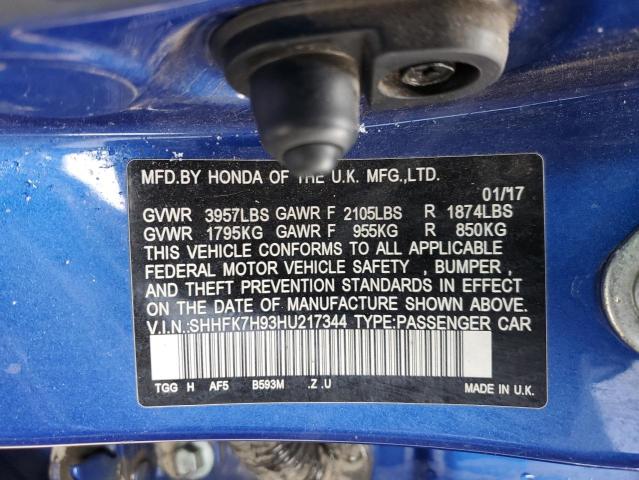 MFD.BY HONDA OF THE U.K. MFG.,LTD.
01/17
GVWR 3957LBS GAWR F 2105LBS R 1874LBS
GVWR 1795KG GAWR F 955KG R 850KG
THIS VEHICLE CONFORMS TO ALL APPLICABLE
FEDERAL MOTOR VEHICLE SAFETY , BUMPER ,
AND THEFT PREVENTION STANDARDS IN EFFECT
ON THE DATE OF MANUFACTURE SHOWN ABOVE.
V.I.N.:SHHFK7H93HU217344 TYPE:PASSENGER CAR
TGG H AF5 B593M .Z .U MADE IN U.K.